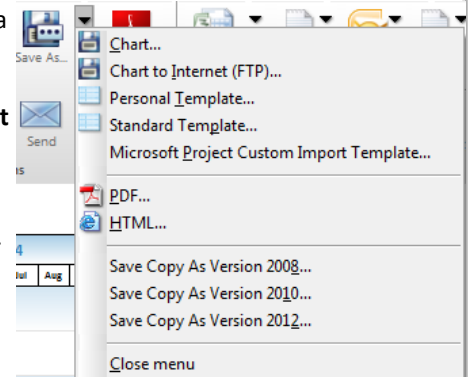 a
Save As...
t
Send
ns
4
Jul Aug
Chart...
Chart to Internet (FTP)...
Personal Template...
Standard Template...
Microsoft Project Custom Import Template...
PDF...
HTML...
Save Copy As Version 2008...
Save Copy As Version 2010...
Save Copy As Version 2012...
Close menu